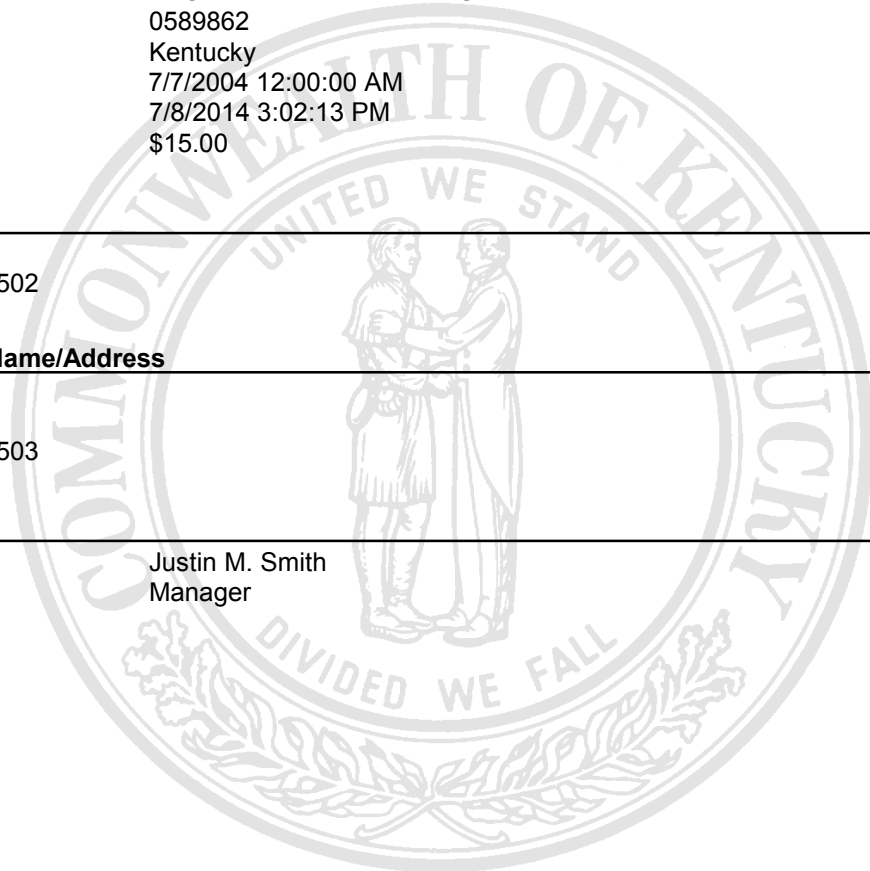 0589862
Kentucky
7/7/2004 12:00:00 AM
7/8/2014 3:02:13 PM
$15.00
COMMONWEALTH OF KENTUCKY
UNITED WE STAND
502
ame/Address
503
Justin M. Smith
Manager
DIVIDED WE FALL